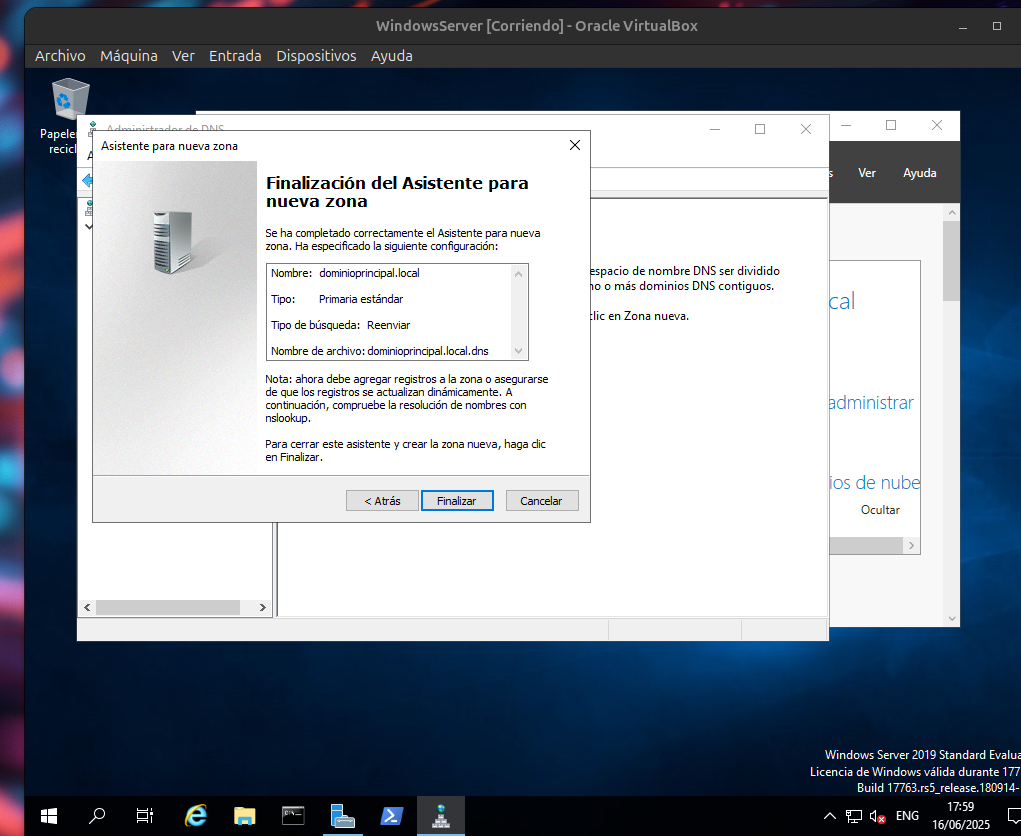 WindowsServer [Corriendo] - Oracle VirtualBox
Archivo Máquina Ver Entrada Dispositivos Ayuda
Administrador de DNS
Asistente para nueva zona
Ver Ayuda
Finalización del Asistente para
nueva zona
Se ha completado correctamente el Asistente para nueva
zona. Ha especificado la siguiente configuración:
Nombre: dominioprincipal.local
Tipo: Primaria estándar
Tipo de búsqueda: Reenviar
Nombre de archivo: dominioprincipal.local.dns
Nota: ahora debe agregar registros a la zona o asegurarse
de que los registros se actualizan dinámicamente. A
continuación, compruebe la resolución de nombres con
nslookup.
Para cerrar este asistente y crear la zona nueva, haga clic
en Finalizar.
< Atrás Finalizar Cancelar
espacio de nombre DNS ser dividido
no o más dominios DNS contiguos.
clic en Zona nueva.
cal
administrar
ios de nube
Ocultar
Papele
recicl
Windows Server 2019 Standard Evalua
Licencia de Windows válida durante 177
Build 17763.rs5_release.180914-
ENG
17:59
16/06/2025